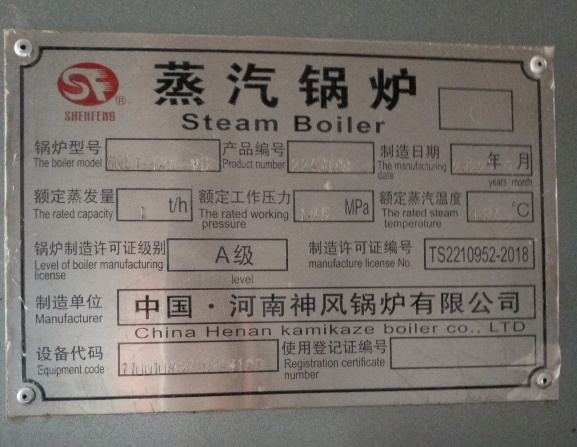 SF
SHENFENG ®
蒸汽锅炉
Steam Boiler
锅炉型号 产品编号 制造日期 年 月
The boiler model Product number The manufacturing date years month
额定蒸发量 t/h 额定工作压力 MPa 额定蒸汽温度 ℃
The rated capacity The rated working pressure The rated steam temperature
锅炉制造许可证级别 A级 制造许可证编号 TS2210952-2018
Level of boiler manufacturing license level manufacture license No.
制造单位 中国·河南神风锅炉有限公司
Manufacturer China Henan kamikaze boiler co., LTD
设备代码 使用登记证编号
Equipment code Registration certificate number